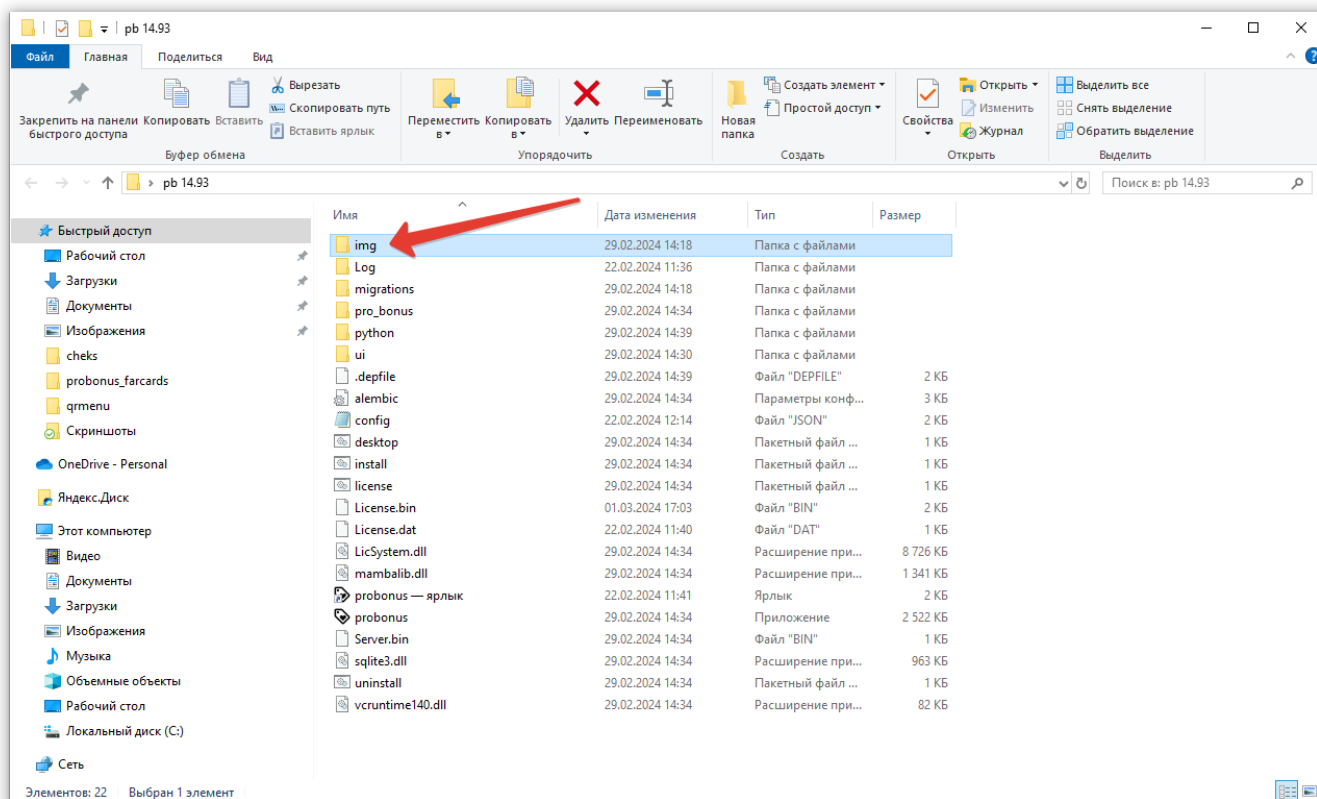 pb 14.93
Файл Главная Поделиться Вид
Закрепить на панели быстрого доступа
Копировать
Вставить
Вырезать
Скопировать путь
Вставить ярлык
Буфер обмена
Переместить в
Копировать в
Удалить
Переименовать
Упорядочить
Новая папка
Создать элемент
Простой доступ
Создать
Свойства
Открыть
Изменить
Журнал
Открыть
Выделить все
Снять выделение
Обратить выделение
Выделить
pb 14.93
Поиск в: pb 14.93
Быстрый доступ
Рабочий стол
Загрузки
Документы
Изображения
cheks
probonus_farcards
qrmenu
Скриншоты
OneDrive - Personal
Яндекс.Диск
Этот компьютер
Видео
Документы
Загрузки
Изображения
Музыка
Объемные объекты
Рабочий стол
Локальный диск (C:)
Сеть
Имя Дата изменения Тип Размер
img 29.02.2024 14:18 Папка с файлами
Log 22.02.2024 11:36 Папка с файлами
migrations 29.02.2024 14:18 Папка с файлами
pro_bonus 29.02.2024 14:34 Папка с файлами
python 29.02.2024 14:39 Папка с файлами
ui 29.02.2024 14:30 Папка с файлами
.depfile 29.02.2024 14:39 Файл "DEPFILE" 2 КБ
alembic 29.02.2024 14:34 Параметры конф... 3 КБ
config 22.02.2024 12:14 Файл "JSON" 2 КБ
desktop 29.02.2024 14:34 Пакетный файл ... 1 КБ
install 29.02.2024 14:34 Пакетный файл ... 1 КБ
license 29.02.2024 14:34 Пакетный файл ... 1 КБ
License.bin 01.03.2024 17:03 Файл "BIN" 2 КБ
License.dat 22.02.2024 11:40 Файл "DAT" 1 КБ
LicSystem.dll 29.02.2024 14:34 Расширение при... 8 726 КБ
mambalib.dll 29.02.2024 14:34 Расширение при... 1 341 КБ
probonus — ярлык 22.02.2024 11:41 Ярлык 2 КБ
probonus 29.02.2024 14:34 Приложение 2 522 КБ
Server.bin 29.02.2024 14:34 Файл "BIN" 1 КБ
sqlite3.dll 29.02.2024 14:34 Расширение при... 963 КБ
uninstall 29.02.2024 14:34 Пакетный файл ... 1 КБ
vcruntime140.dll 29.02.2024 14:34 Расширение при... 82 КБ
Элементов: 22 Выбран 1 элемент